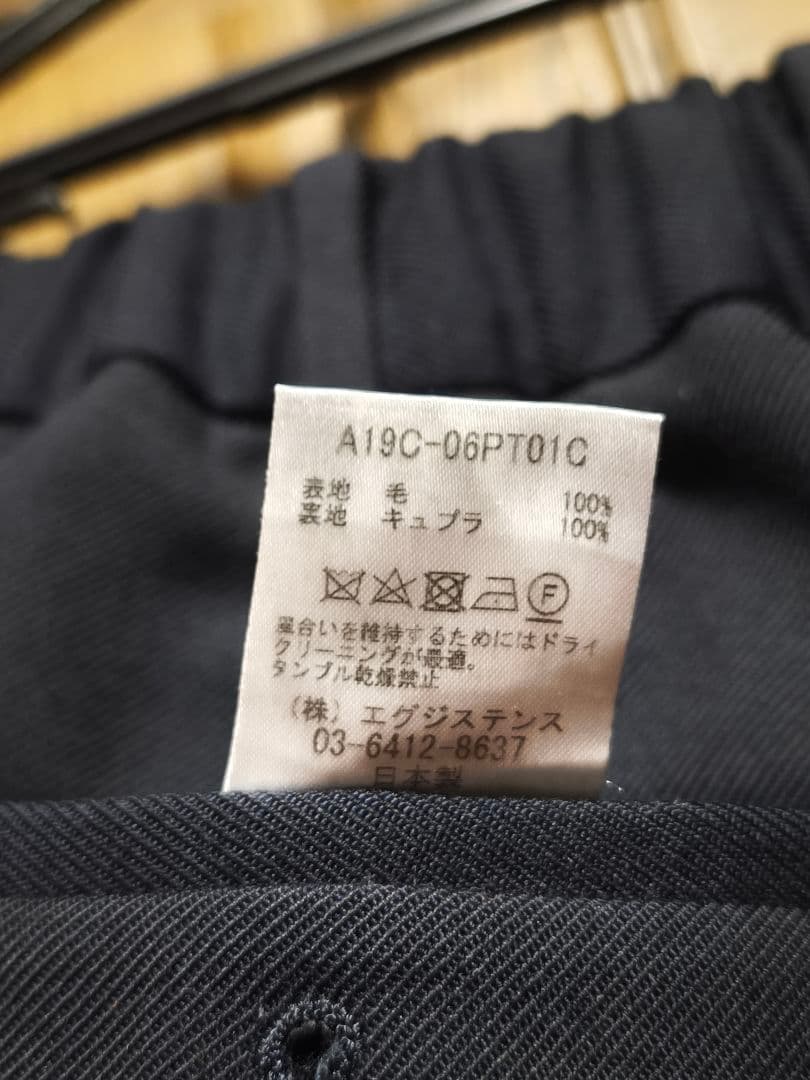 A19C-06PT01C
表地 毛 100%
裏地 キュプラ 100%
F
風合いを維持するためにはドライ
クリーニングが最適。
タンブル乾燥禁止
(株) エグジステンス
03-6412-8637
日本製